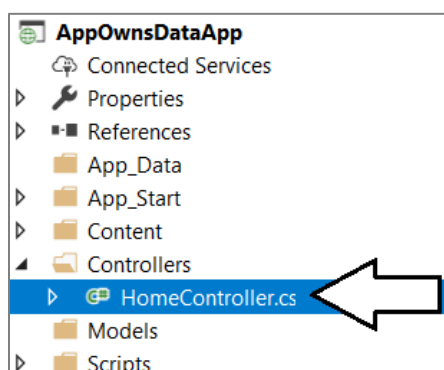 AppOwnsDataApp
Connected Services
Properties
References
App_Data
App_Start
Content
Controllers
HomeController.cs
Models
Scripts